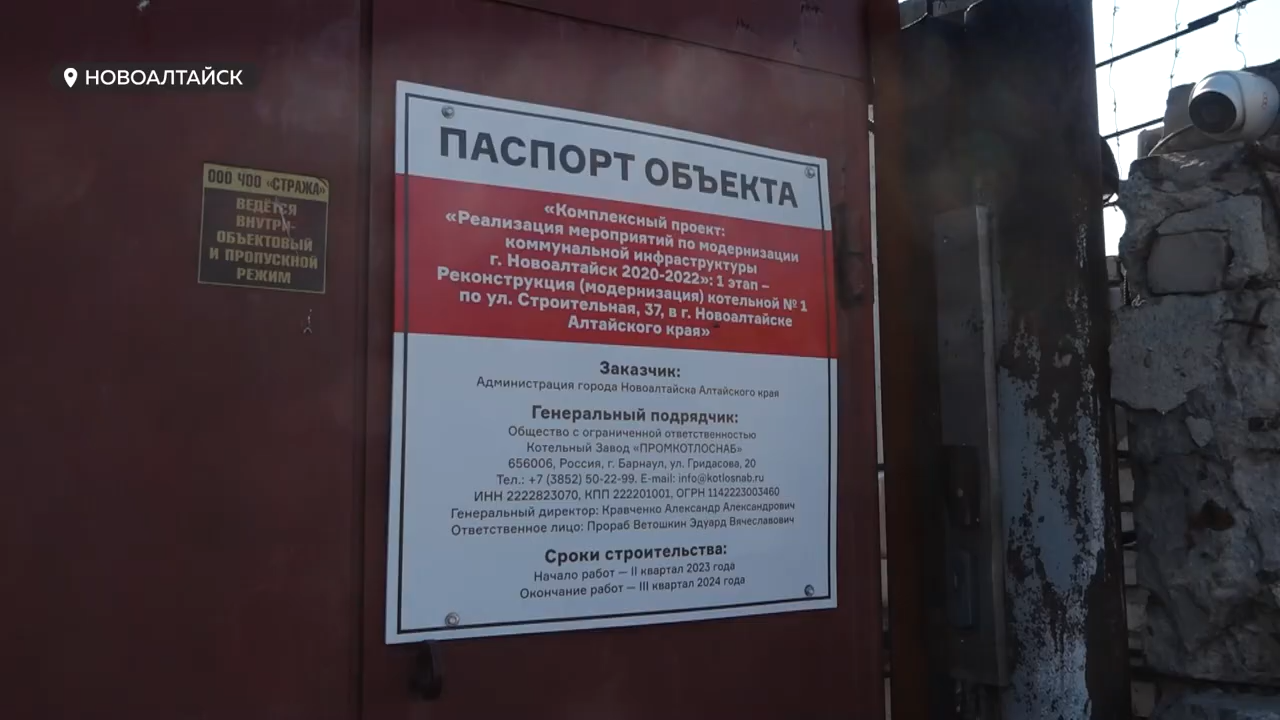 НОВОАЛТАЙСК
ООО ЧОО «СТРАЖА»
ВЕДЁТСЯ
ВНУТРИ-
ОБЪЕКТОВЫЙ
И ПРОПУСКНОЙ
РЕЖИМ
ПАСПОРТ ОБЪЕКТА
«Комплексный проект:
«Реализация мероприятий по модернизации
коммунальной инфраструктуры
г. Новоалтайск 2020-2022»: 1 этап –
Реконструкция (модернизация) котельной № 1
по ул. Строительная, 37, в г. Новоалтайске
Алтайского края»
Заказчик:
Администрация города Новоалтайска Алтайского края
Генеральный подрядчик:
Общество с ограниченной ответственностью
Котельный Завод «ПРОМКОТЛОСНАБ»
656006, Россия, г. Барнаул, ул. Гридасова, 20
Тел.: +7 (3852) 50-22-99. E-mail: info@kotlosnab.ru
ИНН 2222823070, КПП 222201001, ОГРН 1142223003460
Генеральный директор: Кравченко Александр Александрович
Ответственное лицо: Прораб Ветошкин Эдуард Вячеславович
Сроки строительства:
Начало работ — II квартал 2023 года
Окончание работ — III квартал 2024 года